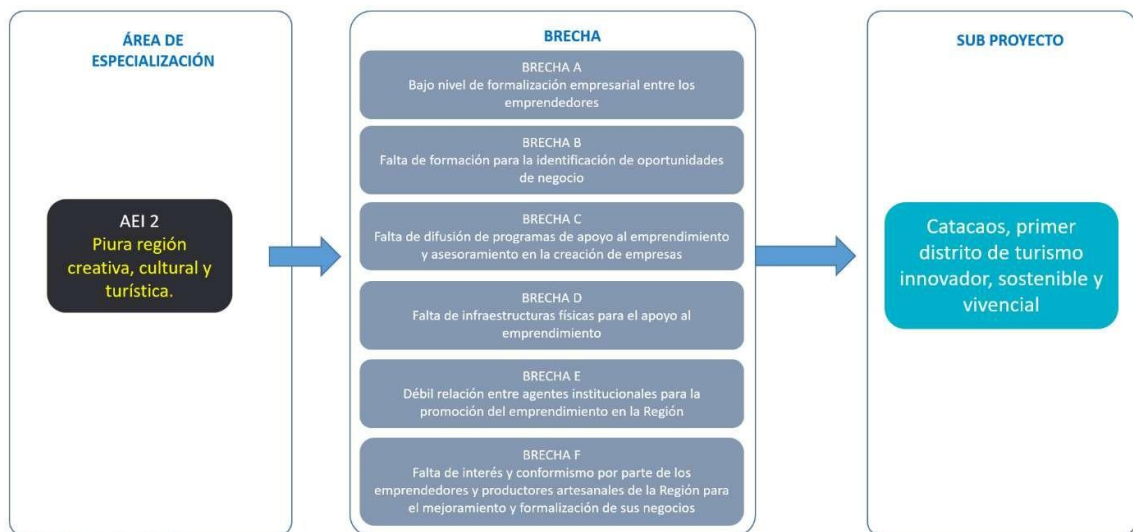 ÁREA DE
ESPECIALIZACIÓN
AEI 2
Piura región
creativa, cultural y
turística.
BRECHA
BRECHA A
Bajo nivel de formalización empresarial entre los
emprendedores
BRECHA B
Falta de formación para la identificación de oportunidades
de negocio
BRECHA C
Falta de difusión de programas de apoyo al emprendimiento
y asesoramiento en la creación de empresas
BRECHA D
Falta de infraestructuras físicas para el apoyo al
emprendimiento
BRECHA E
Débil relación entre agentes institucionales para la
promoción del emprendimiento en la Región
BRECHA F
Falta de interés y conformismo por parte de los
emprendedores y productores artesanales de la Región para
el mejoramiento y formalización de sus negocios
SUB PROYECTO
Catacaos, primer
distrito de turismo
innovador, sostenible y
vivencial